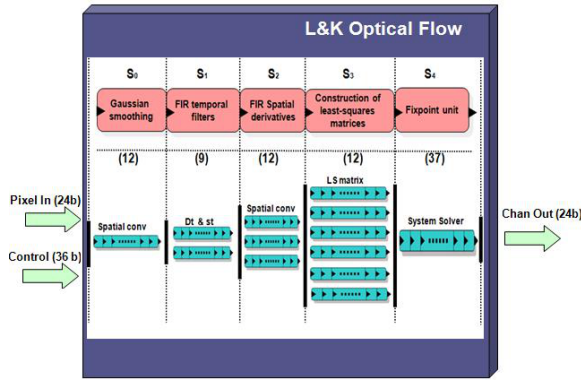 L&K Optical Flow
S₀ S₁ S₂ S₃ S₄
Gaussian smoothing
FIR temporal filters
FIR Spatial derivatives
Construction of least-squares matrices
Fixpoint unit
(12) (9) (12) (12) (37)
Pixel In (24b)
Control (36 b)
Spatial conv
Dt & st
Spatial conv
LS matrix
System Solver
Chan Out (24b)